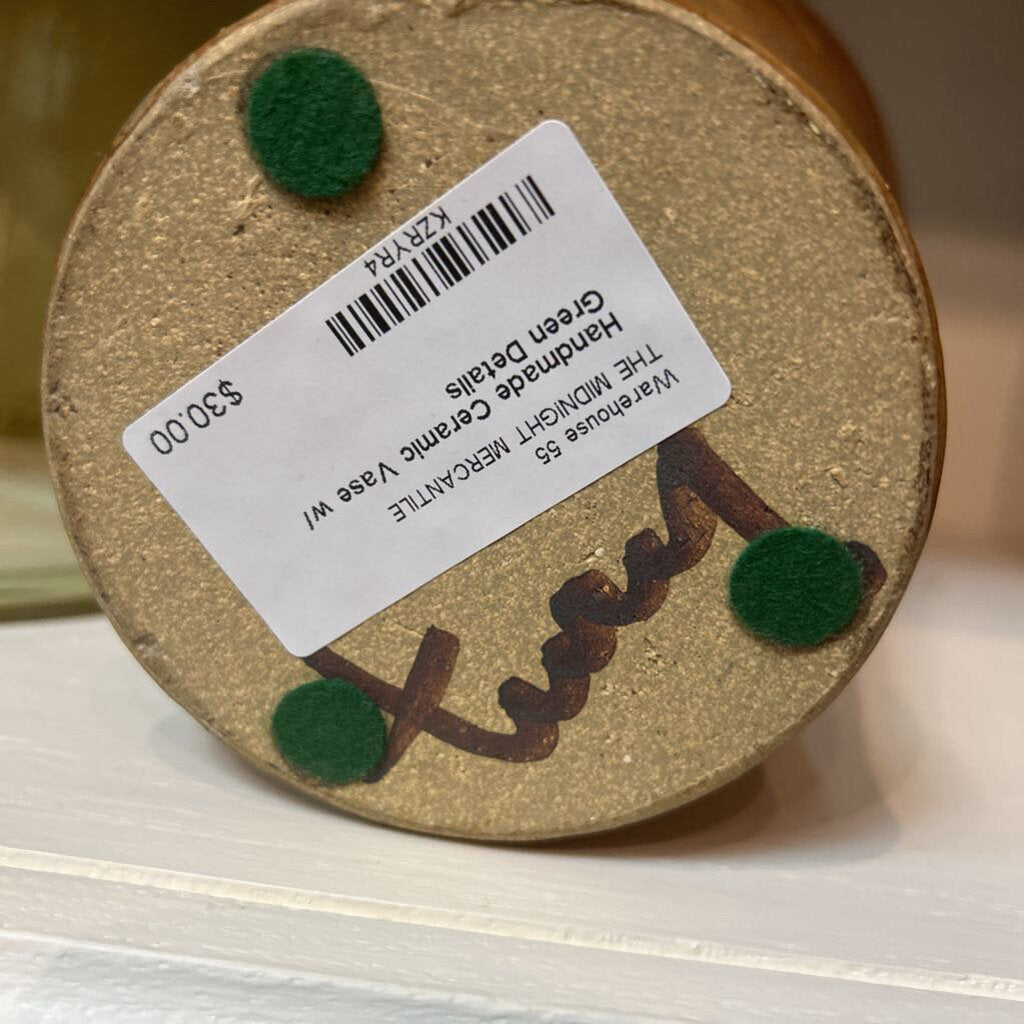 Warehouse 55
THE MIDNIGHT MERCANTILE
Handmade Ceramic Vase w/
Green Details
KZRYR4
$30.00